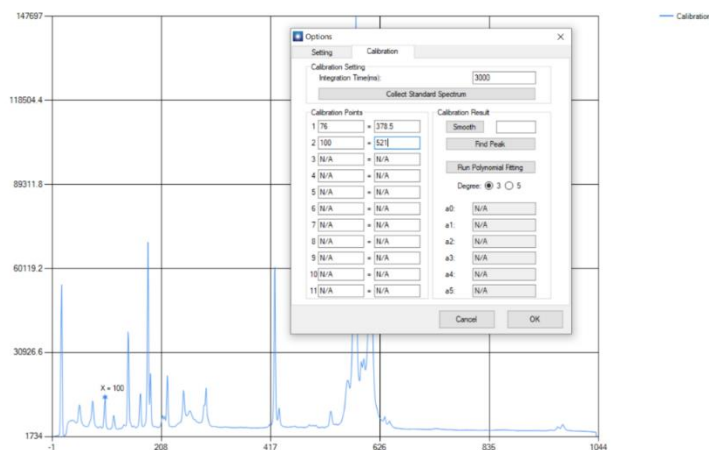 147697
118504.4
89311.8
60119.2
30926.6
1734
-1
208
417
626
835
1044
X = 100
Calibration
Options
Setting
Calibration
Calibration Setting
Integration Time(ms):
3000
Collect Standard Spectrum
Calibration Points
1 76 = 378.5
2 100 = 521
3 N/A = N/A
4 N/A = N/A
5 N/A = N/A
6 N/A = N/A
7 N/A = N/A
8 N/A = N/A
9 N/A = N/A
10 N/A = N/A
11 N/A = N/A
Calibration Result
Smooth
Find Peak
Run Polynomial Fitting
Degree: 3 5
a0: N/A
a1: N/A
a2: N/A
a3: N/A
a4: N/A
a5: N/A
Cancel
OK